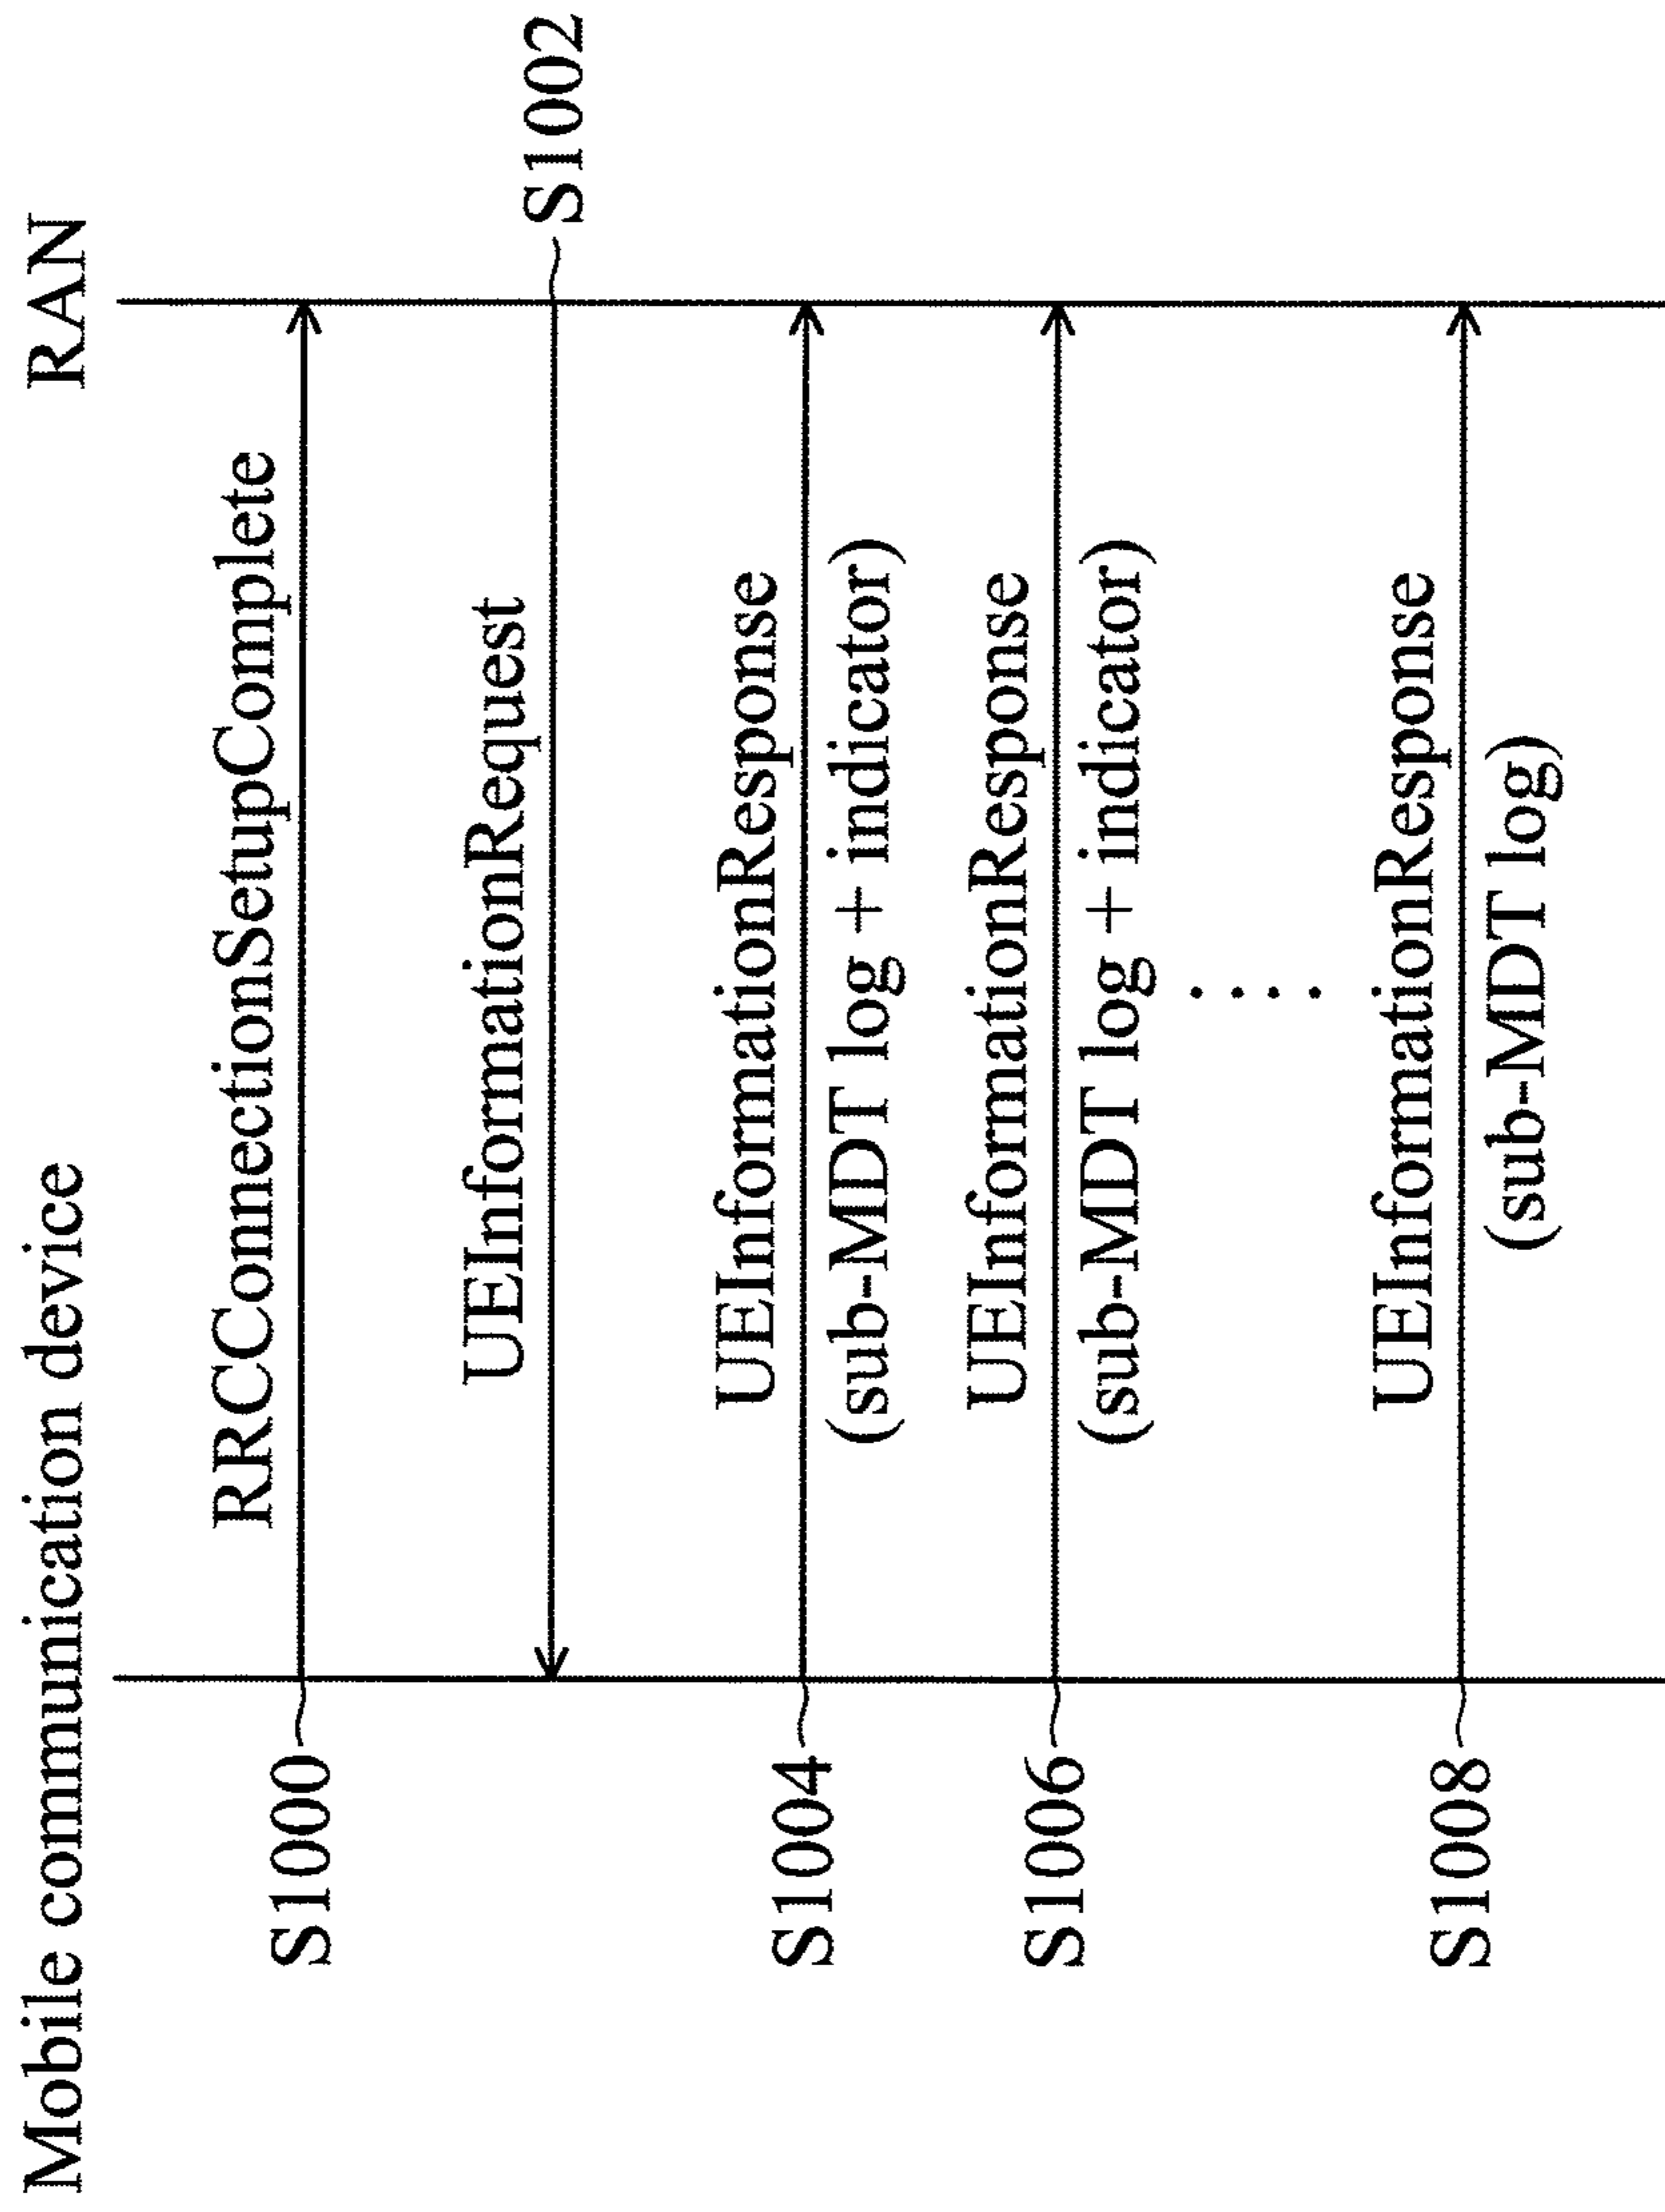 Mobile communication device
RAN
S1000
RRCConnectionSetupComplete
UEInformationRequest
S1002
S1004
UEInformationResponse
(sub-MDT log + indicator)
S1006
UEInformationResponse
(sub-MDT log + indicator)
....
S1008
UEInformationResponse
(sub-MDT log)